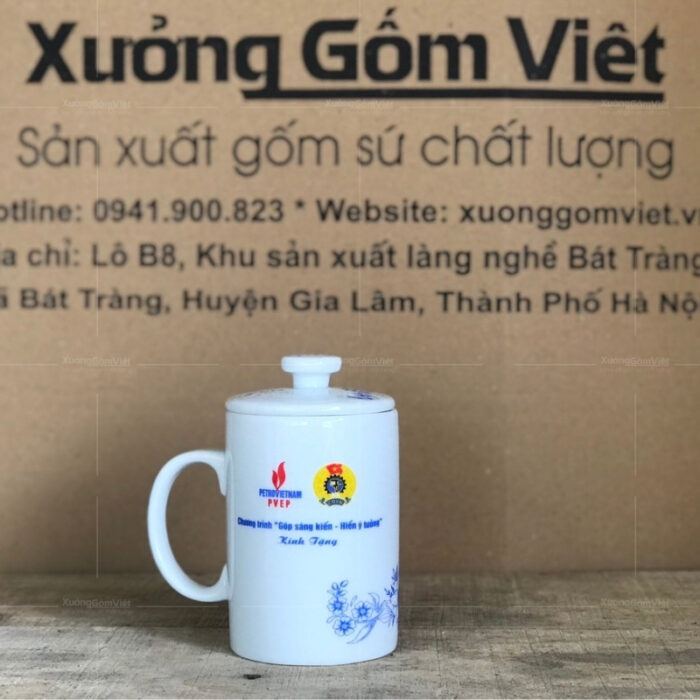 Xưởng Gốm Việt
Sản xuất gốm sứ chất lượng
otline: 0941.900.823 * Website: xuonggomviet.v
a chỉ: Lô B8, Khu sản xuất làng nghề Bát Tràng
ã Bát Tràng, Huyện Gia Lâm, Thành Phố Hà Nộ
XưởngGốmViệt
PETROVIETNAM
PVEP
Chương trình "Góp sáng kiến - Hiến ý tưởng"
Kính Tặng